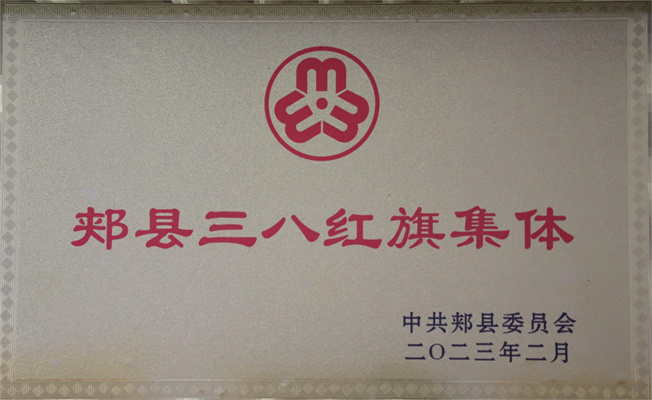 郏县三八红旗集体
中共郏县委员会
二〇二三年二月